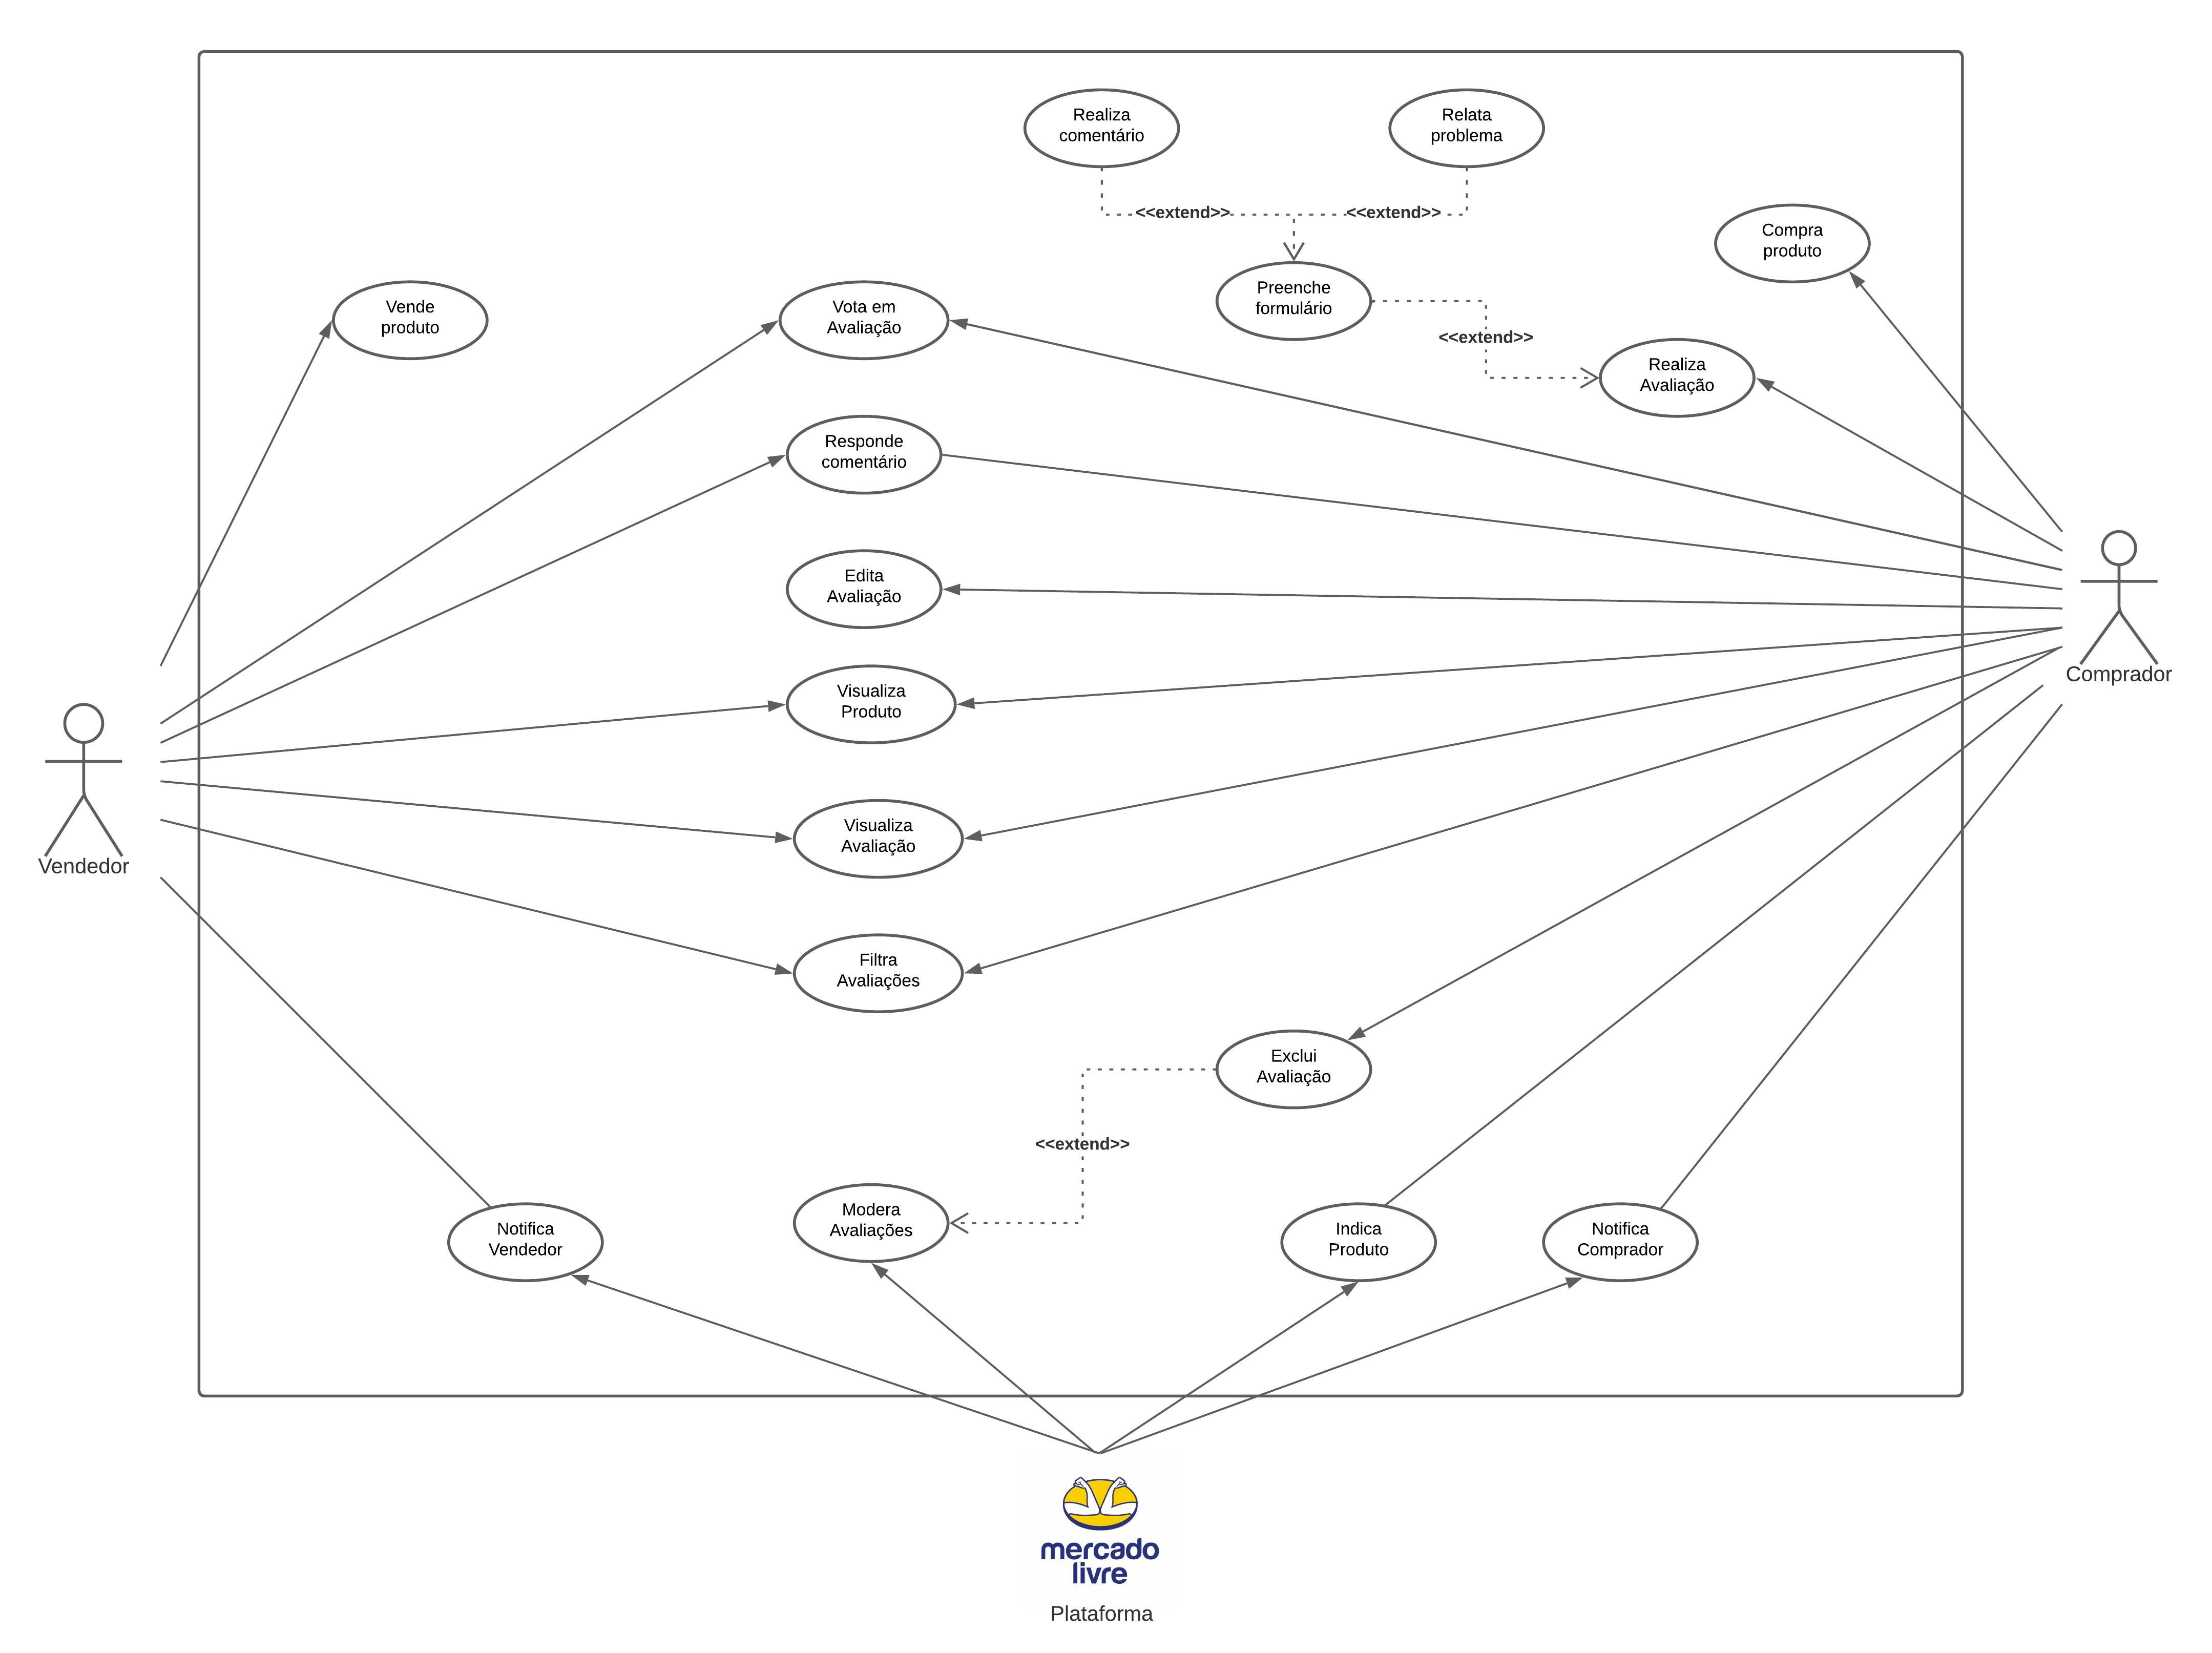 Realiza
comentário
Relata
problema
<<extend>>
<<extend>>
Compra
produto
Preenche
formulário
Vende
produto
Vota em
Avaliação
<<extend>>
Realiza
Avaliação
Responde
comentário
Edita
Avaliação
Comprador
Visualiza
Produto
Visualiza
Avaliação
Vendedor
Filtra
Avaliações
Exclui
Avaliação
<<extend>>
Modera
Avaliações
Notifica
Vendedor
Indica
Produto
Notifica
Comprador
mercado
livre
Plataforma